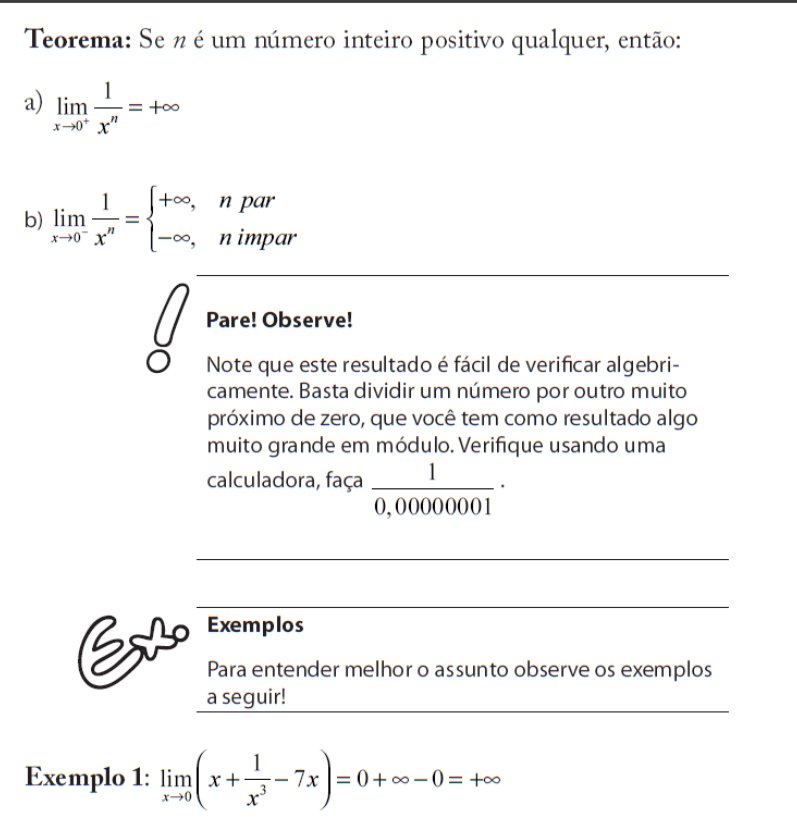 Teorema: Se n é um número inteiro positivo qualquer, então:
a) lim x→0⁺ 1/xⁿ = +∞
b) lim x→0⁻ 1/xⁿ = { +∞, n par
−∞, n impar
Pare! Observe!
Note que este resultado é fácil de verificar algebri-
camente. Basta dividir um número por outro muito
próximo de zero, que você tem como resultado algo
muito grande em módulo. Verifique usando uma
calculadora, faça 1/0,00000001 .
Exemplos
Para entender melhor o assunto observe os exemplos
a seguir!
Exemplo 1: lim x→0 (x + 1/x³ − 7x) = 0 + ∞ − 0 = +∞